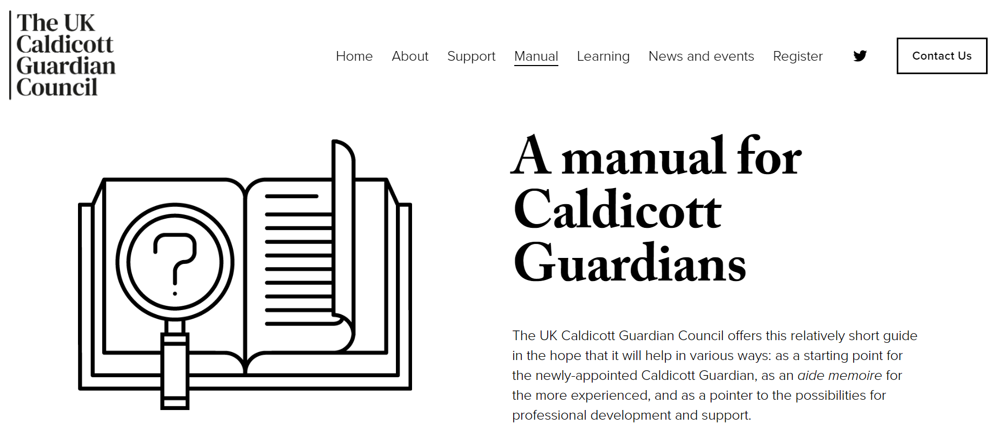 The UK
Caldicott
Guardian
Council
Home About Support Manual Learning News and events Register Contact Us
A manual for
Caldicott
Guardians
?
The UK Caldicott Guardian Council offers this relatively short guide
in the hope that it will help in various ways: as a starting point for
the newly-appointed Caldicott Guardian, as an aide memoire for
the more experienced, and as a pointer to the possibilities for
professional development and support.